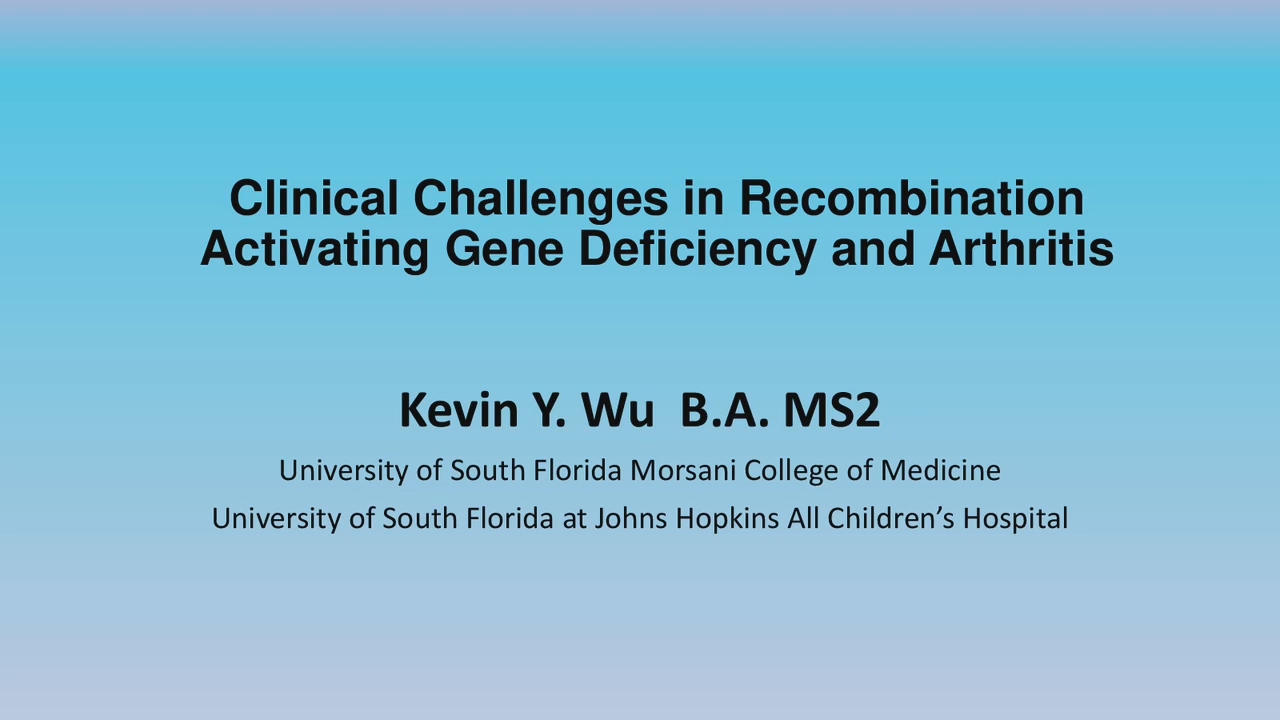 Clinical Challenges in Recombination
Activating Gene Deficiency and Arthritis
Kevin Y. Wu  B.A. MS2
University of South Florida Morsani College of Medicine
University of South Florida at Johns Hopkins All Children’s Hospital